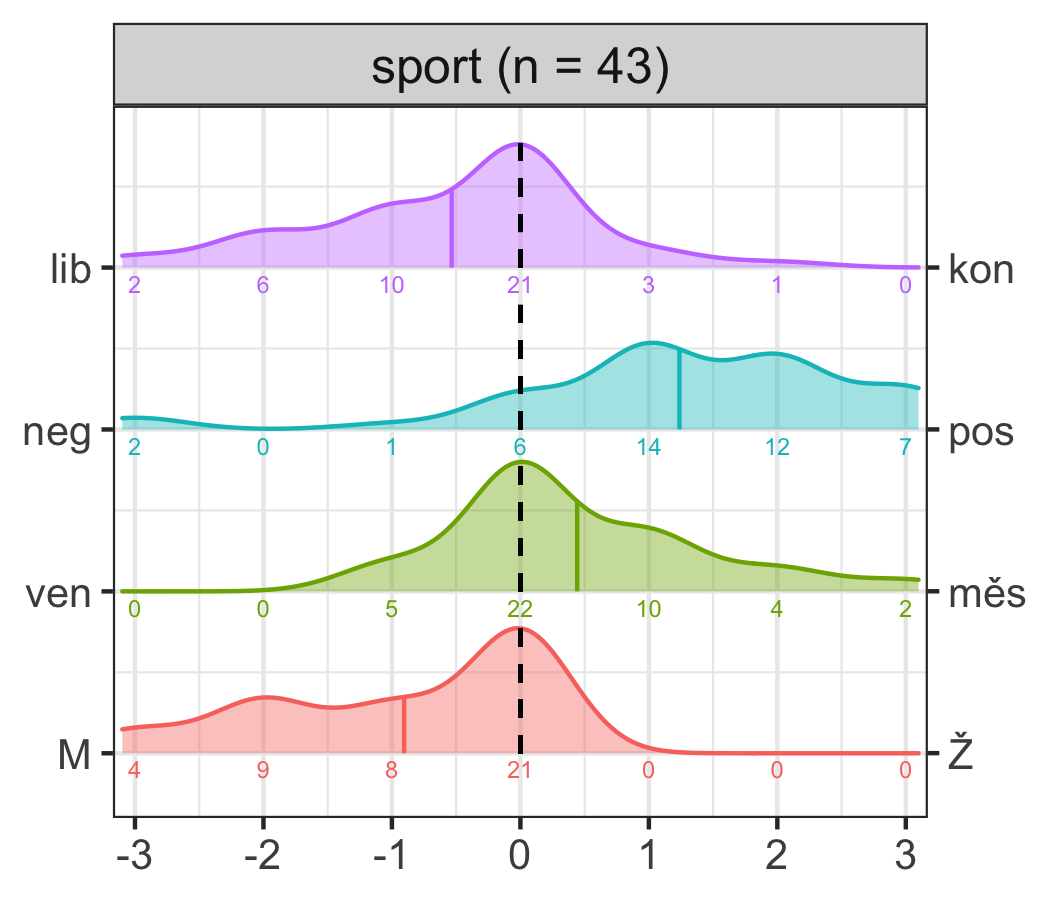 sport (n = 43)
lib kon
2 6 10 21 3 1 0
neg pos
2 0 1 6 14 12 7
ven měs
0 0 5 22 10 4 2
M Ž
4 9 8 21 0 0 0
-3 -2 -1 0 1 2 3